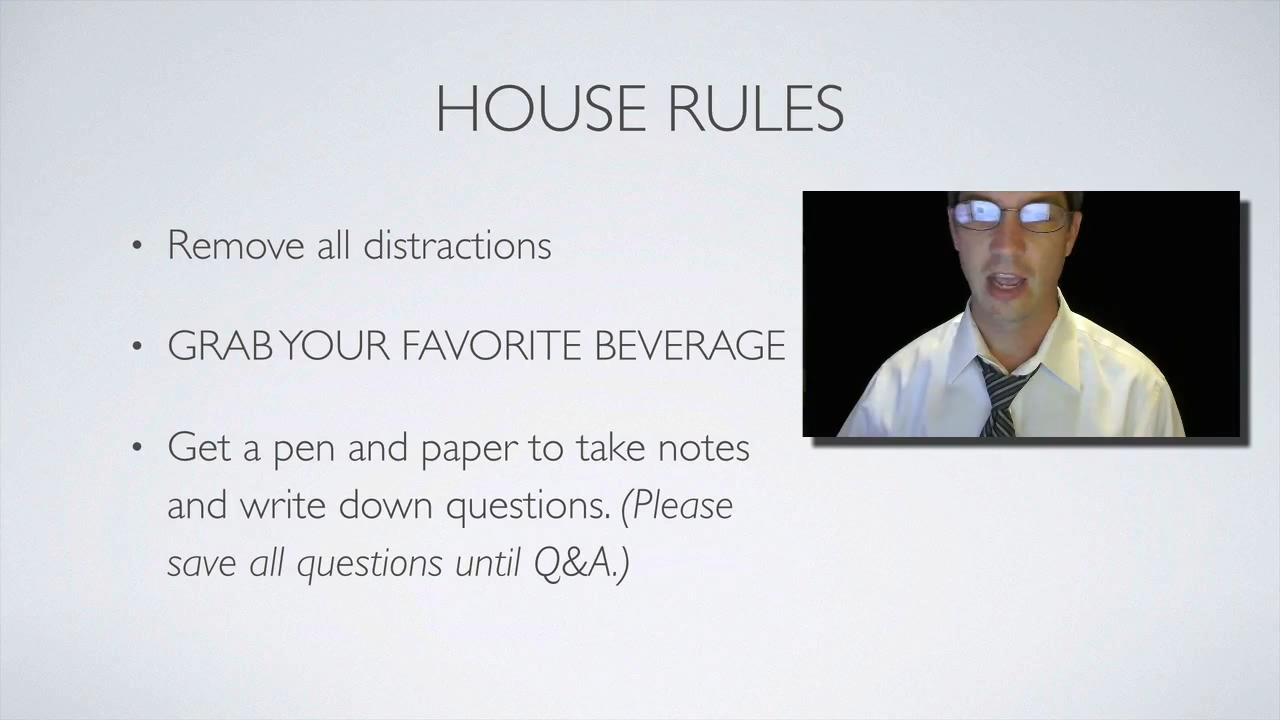 HOUSE RULES
• Remove all distractions
• GRAB YOUR FAVORITE BEVERAGE
• Get a pen and paper to take notes
and write down questions. (Please
save all questions until Q&A.)